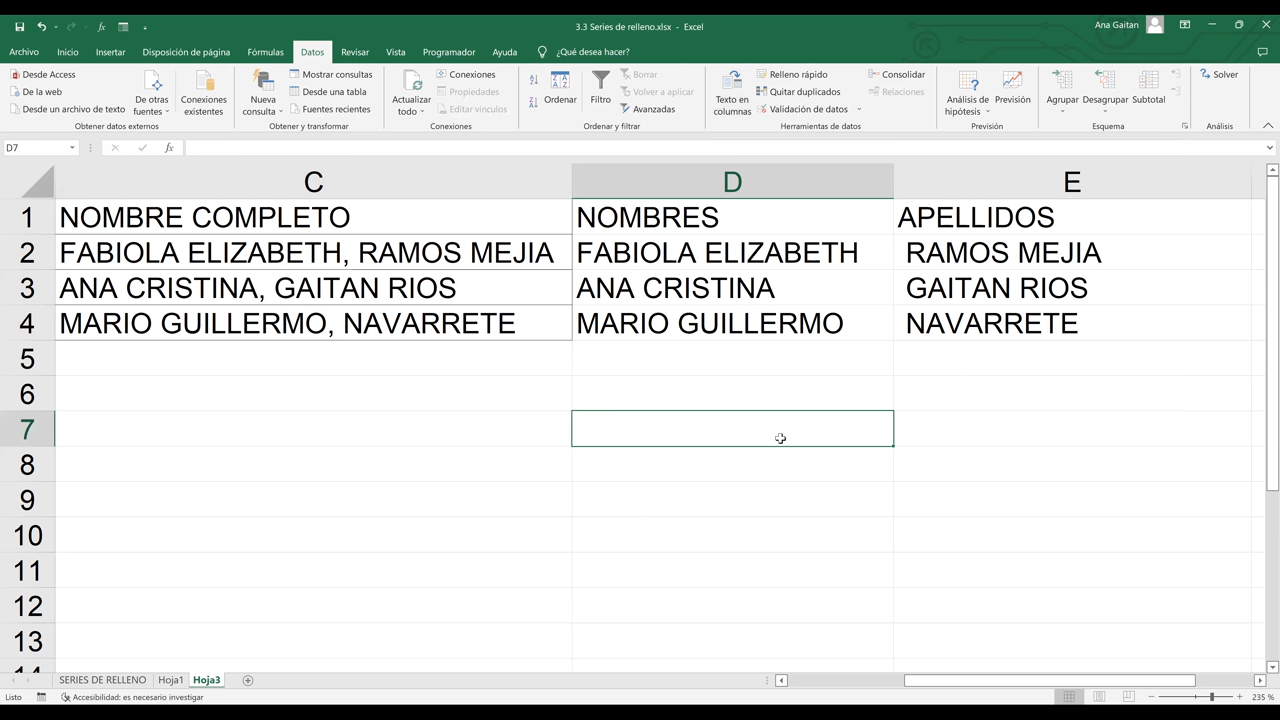 3.3 Series de relleno.xlsx - Excel
Ana Gaitan
Archivo Inicio Insertar Disposición de página Fórmulas Datos Revisar Vista Programador Ayuda ¿Qué desea hacer?
Desde Access
De la web
Desde un archivo de texto
De otras fuentes
Conexiones existentes
Obtener datos externos
Nueva consulta
Mostrar consultas
Desde una tabla
Fuentes recientes
Obtener y transformar
Actualizar todo
Conexiones
Propiedades
Editar vínculos
Conexiones
Ordenar
Filtro
Borrar
Volver a aplicar
Avanzadas
Ordenar y filtrar
Texto en columnas
Relleno rápido
Quitar duplicados
Validación de datos
Consolidar
Relaciones
Herramientas de datos
Análisis de hipótesis
Previsión
Previsión
Agrupar
Desagrupar
Subtotal
Esquema
Solver
Análisis
D7 fx
C D E
1 NOMBRE COMPLETO NOMBRES APELLIDOS
2 FABIOLA ELIZABETH, RAMOS MEJIA FABIOLA ELIZABETH RAMOS MEJIA
3 ANA CRISTINA, GAITAN RIOS ANA CRISTINA GAITAN RIOS
4 MARIO GUILLERMO, NAVARRETE MARIO GUILLERMO NAVARRETE
5
6
7
8
9
10
11
12
13
14
SERIES DE RELLENO Hoja1 Hoja3
Listo Accesibilidad: es necesario investigar 235 %